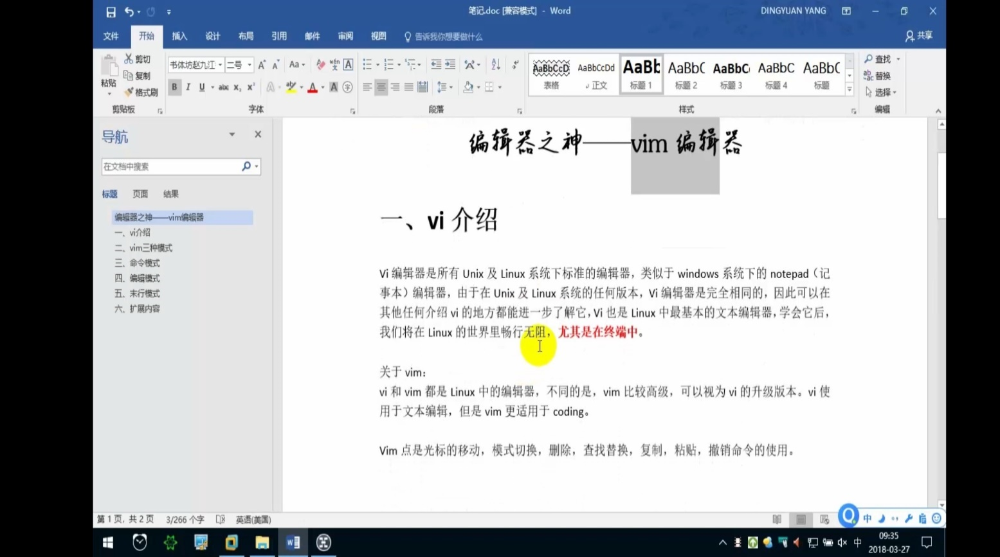 笔记.doc [兼容模式] - Word
DINGYUAN YANG
文件 开始 插入 设计 布局 引用 邮件 审阅 视图 告诉我你想要做什么 共享
粘贴
剪切
复制
格式刷
剪贴板
书体坊赵九江 二号
字体
段落
AaBbCcD AaBbCcDd AaBb AaBbC AaBbC AaBbC AaBbC
表格 正文 标题 1 标题 2 标题 3 标题 4 标题
样式
查找
替换
选择
编辑
导航
在文档中搜索
标题 页面 结果
编辑器之神——vim编辑器
一、vi介绍
二、vim三种模式
三、命令模式
四、编辑模式
五、末行模式
六、扩展内容
编辑器之神——vim 编辑器
一、vi 介绍
Vi 编辑器是所有 Unix 及 Linux 系统下标准的编辑器，类似于 windows 系统下的 notepad（记
事本）编辑器，由于在 Unix 及 Linux 系统的任何版本，Vi 编辑器是完全相同的，因此可以在
其他任何介绍 vi 的地方都能进一步了解它，Vi 也是 Linux 中最基本的文本编辑器，学会它后，
我们将在 Linux 的世界里畅行无阻，尤其是在终端中。
关于 vim：
vi 和 vim 都是 Linux 中的编辑器，不同的是，vim 比较高级，可以视为 vi 的升级版本。vi 使
用于文本编辑，但是 vim 更适用于 coding。
Vim 点是光标的移动，模式切换，删除，查找替换，复制，粘贴，撤销命令的使用。
第 1 页，共 2 页 3/266 个字 英语(美国)
中
中
09:35
2018-03-27